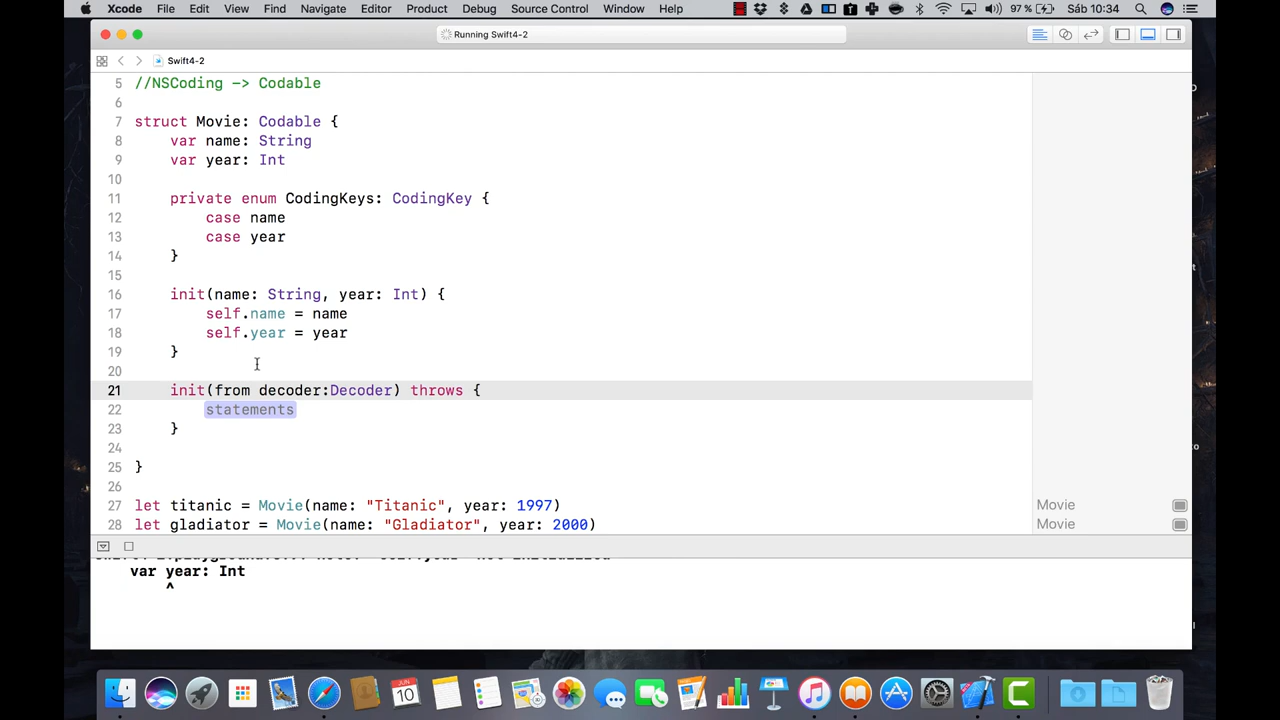 Xcode File Edit View Find Navigate Editor Product Debug Source Control Window Help 97 % Sáb 10:34
Running Swift4-2
Swift4-2
5 //NSCoding -> Codable
6
7 struct Movie: Codable {
8 var name: String
9 var year: Int
10
11 private enum CodingKeys: CodingKey {
12 case name
13 case year
14 }
15
16 init(name: String, year: Int) {
17 self.name = name
18 self.year = year
19 }
20
21 init(from decoder:Decoder) throws {
22 statements
23 }
24
25 }
26
27 let titanic = Movie(name: "Titanic", year: 1997) Movie
28 let gladiator = Movie(name: "Gladiator", year: 2000) Movie
var year: Int
^
JUN
10